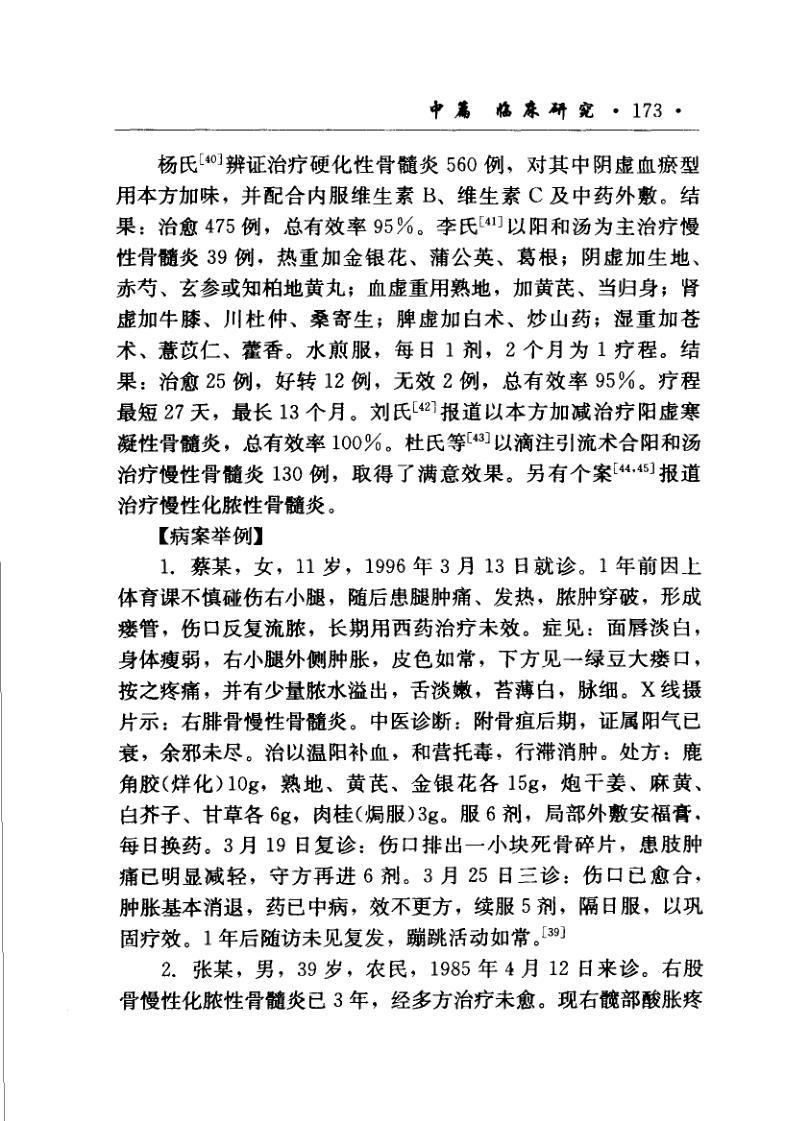 中篇 临床研究 · 173 ·
杨氏[40]辨证治疗硬化性骨髓炎 560 例，对其中阴虚血瘀型
用本方加味，并配合内服维生素 B、维生素 C 及中药外敷。结
果：治愈 475 例，总有效率 95%。李氏[41]以阳和汤为主治疗慢
性骨髓炎 39 例，热重加金银花、蒲公英、葛根；阴虚加生地、
赤芍、玄参或知柏地黄丸；血虚重用熟地，加黄芪、当归身；肾
虚加牛膝、川杜仲、桑寄生；脾虚加白术、炒山药；湿重加苍
术、薏苡仁、藿香。水煎服，每日 1 剂，2 个月为 1 疗程。结
果：治愈 25 例，好转 12 例，无效 2 例，总有效率 95%。疗程
最短 27 天，最长 13 个月。刘氏[42]报道以本方加减治疗阳虚寒
凝性骨髓炎，总有效率 100%。杜氏等[43]以滴注引流术合阳和汤
治疗慢性骨髓炎 130 例，取得了满意效果。另有个案[44,45]报道
治疗慢性化脓性骨髓炎。
【病案举例】
1. 蔡某，女，11 岁，1996 年 3 月 13 日就诊。1 年前因上
体育课不慎碰伤右小腿，随后患腿肿痛、发热，脓肿穿破，形成
瘘管，伤口反复流脓，长期用西药治疗未效。症见：面唇淡白，
身体瘦弱，右小腿外侧肿胀，皮色如常，下方见一绿豆大瘘口，
按之疼痛，并有少量脓水溢出，舌淡嫩，苔薄白，脉细。X 线摄
片示：右腓骨慢性骨髓炎。中医诊断：附骨疽后期，证属阳气已
衰，余邪未尽。治以温阳补血，和营托毒，行滞消肿。处方：鹿
角胶(烊化)10g，熟地、黄芪、金银花各 15g，炮干姜、麻黄、
白芥子、甘草各 6g，肉桂(焗服)3g。服 6 剂，局部外敷安福膏，
每日换药。3 月 19 日复诊：伤口排出一小块死骨碎片，患肢肿
痛已明显减轻，守方再进 6 剂。3 月 25 日三诊：伤口已愈合，
肿胀基本消退，药已中病，效不更方，续服 5 剂，隔日服，以巩
固疗效。1 年后随访未见复发，蹦跳活动如常。[39]
2. 张某，男，39 岁，农民，1985 年 4 月 12 日来诊。右股
骨慢性化脓性骨髓炎已 3 年，经多方治疗未愈。现右髋部酸胀疼